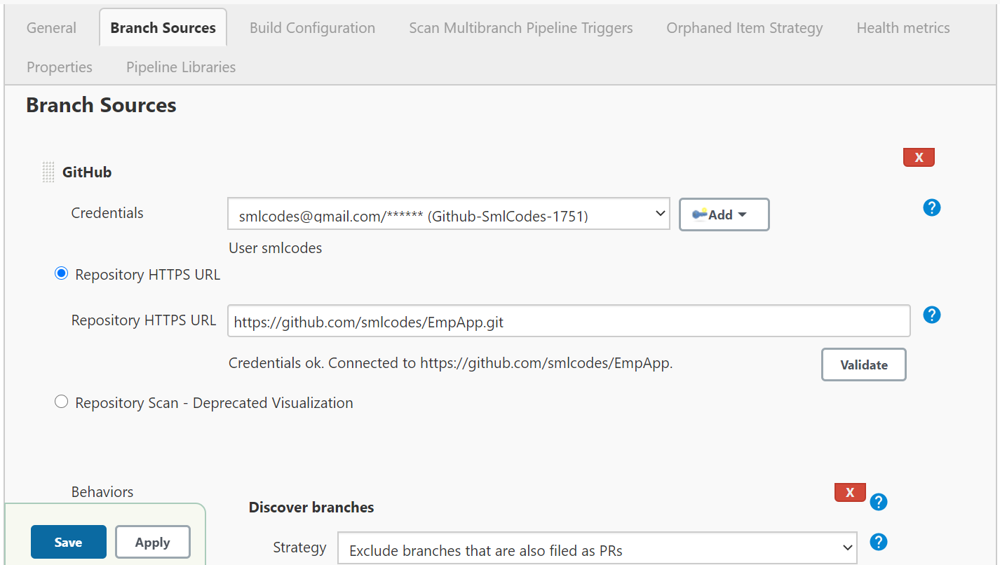 General Branch Sources Build Configuration Scan Multibranch Pipeline Triggers Orphaned Item Strategy Health metrics
Properties Pipeline Libraries
Branch Sources
X
GitHub
Credentials smlcodes@gmail.com/****** (Github-SmlCodes-1751) Add ?
User smlcodes
Repository HTTPS URL
Repository HTTPS URL https://github.com/smlcodes/EmpApp.git ?
Credentials ok. Connected to https://github.com/smlcodes/EmpApp. Validate
Repository Scan - Deprecated Visualization
Behaviors
X
Discover branches ?
Strategy Exclude branches that are also filed as PRs ?
Save Apply